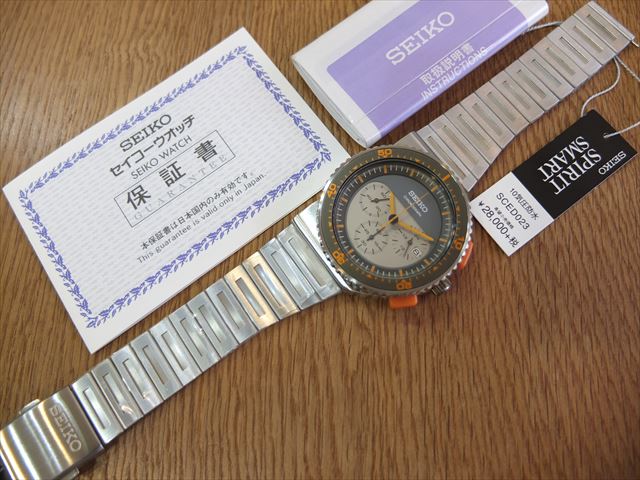 SEIKO
セイコーウオッチ
SEIKO WATCH
保証書
GUARANTEE
本保証書は日本国内のみ有効です。
This guarantee is valid only in Japan.
SEIKO
取扱説明書
INSTRUCTIONS
SEIKO
SPIRIT
SMART
10気圧防水
SCED023
¥28,000+税
SEIKO
SEIKO